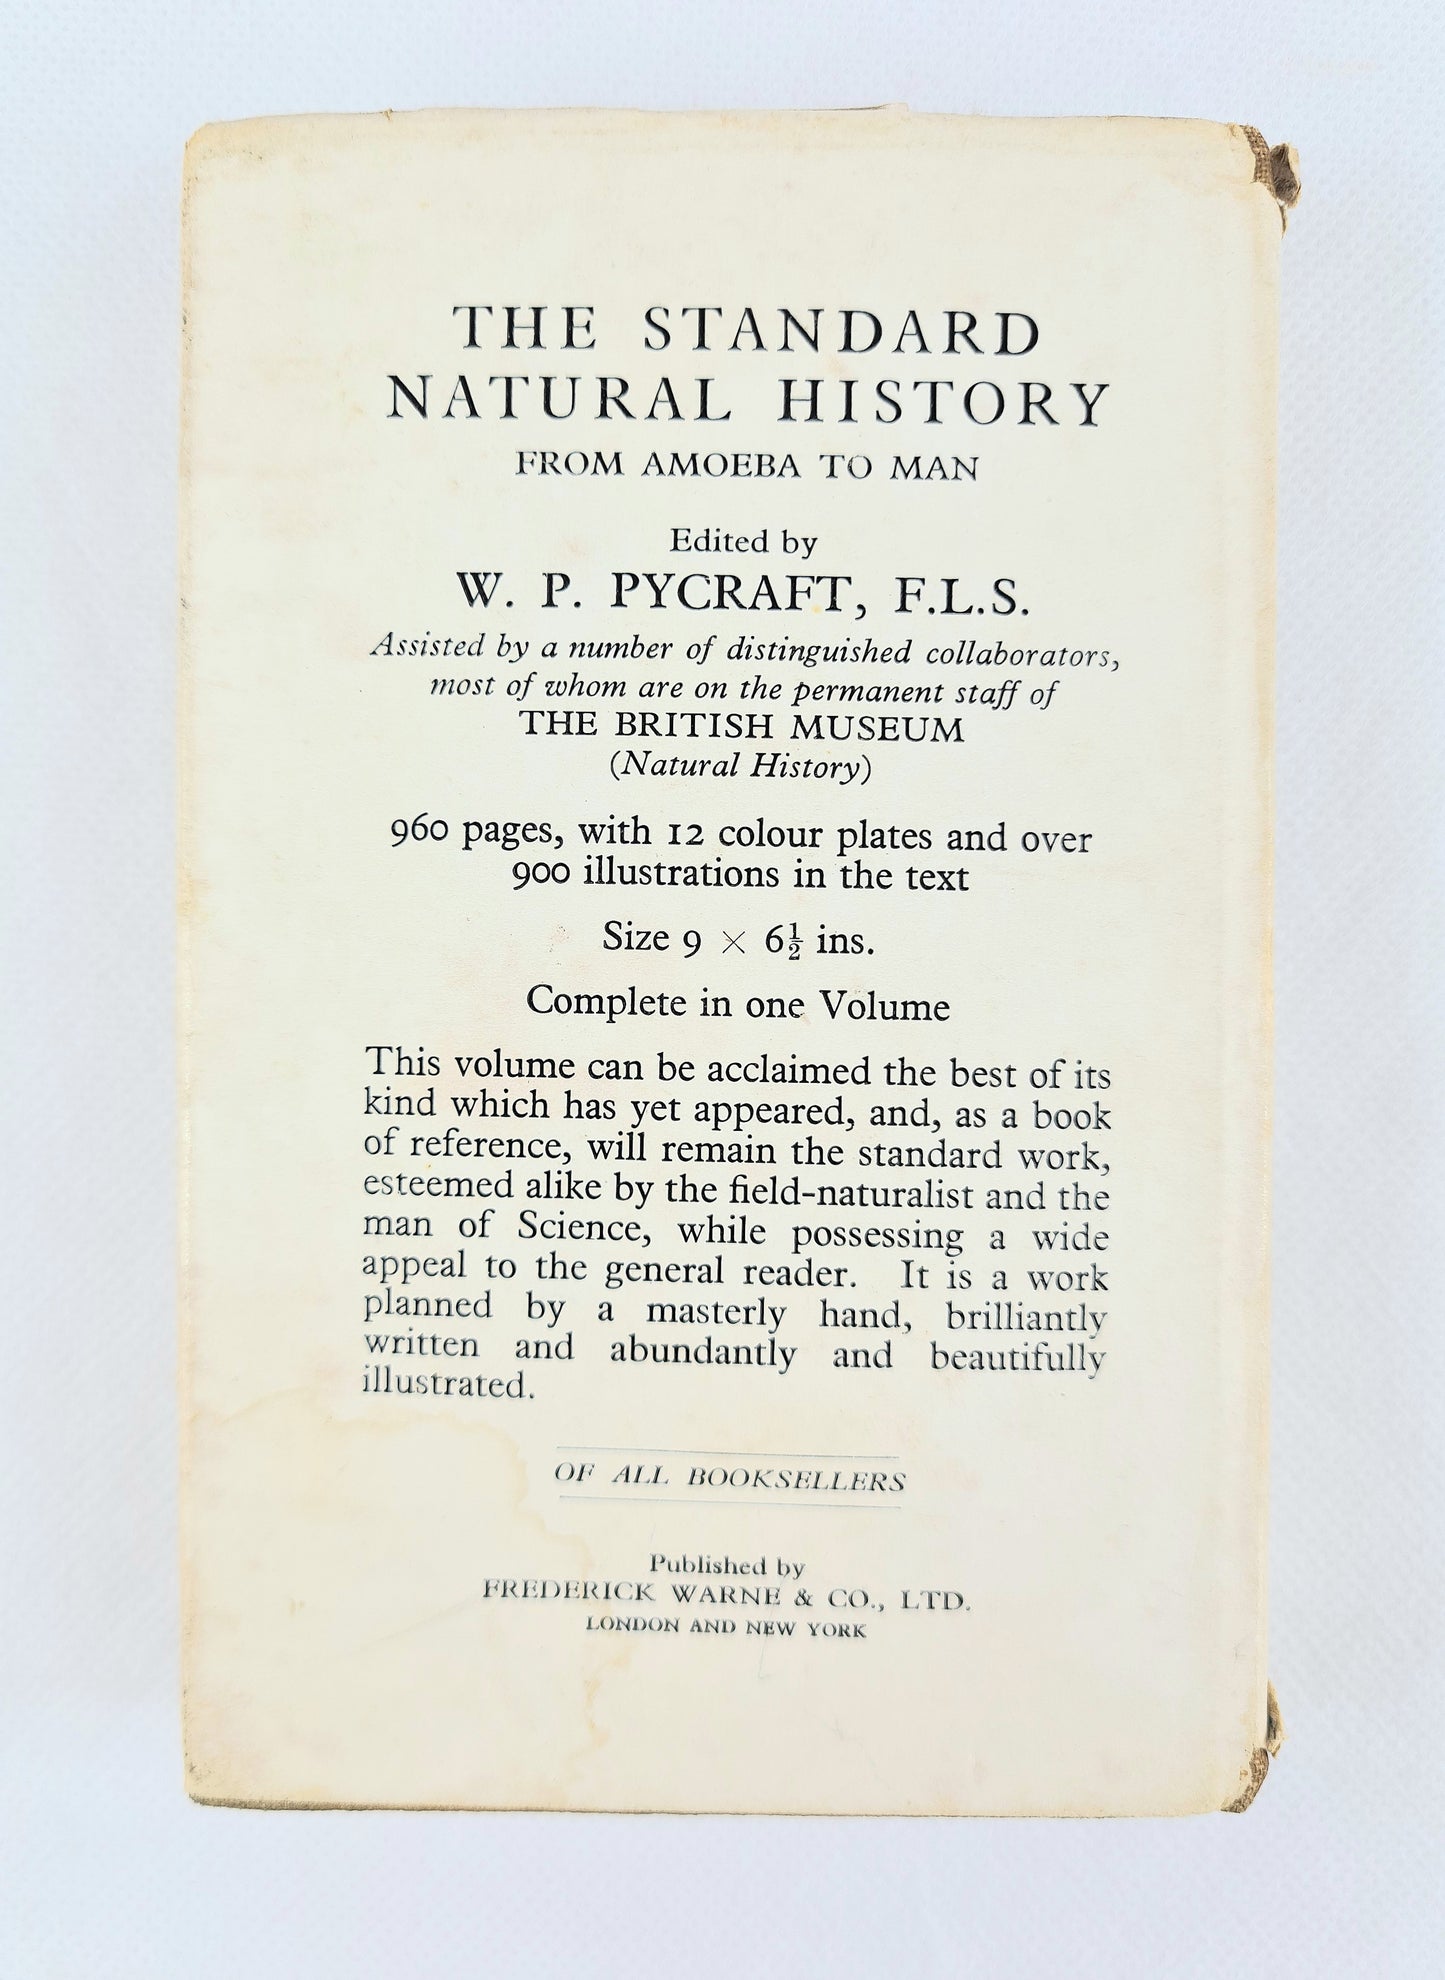 THE STANDARD
NATURAL HISTORY
FROM AMOEBA TO MAN
Edited by
W. P. PYCRAFT, F.L.S.
Assisted by a number of distinguished collaborators,
most of whom are on the permanent staff of
THE BRITISH MUSEUM
(Natural History)
960 pages, with 12 colour plates and over
900 illustrations in the text
Size 9 × 6½ ins.
Complete in one Volume
This volume can be acclaimed the best of its
kind which has yet appeared, and, as a book
of reference, will remain the standard work,
esteemed alike by the field-naturalist and the
man of Science, while possessing a wide
appeal to the general reader. It is a work
planned by a masterly hand, brilliantly
written and abundantly and beautifully
illustrated.
OF ALL BOOKSELLERS
Published by
FREDERICK WARNE & CO., LTD.
LONDON AND NEW YORK